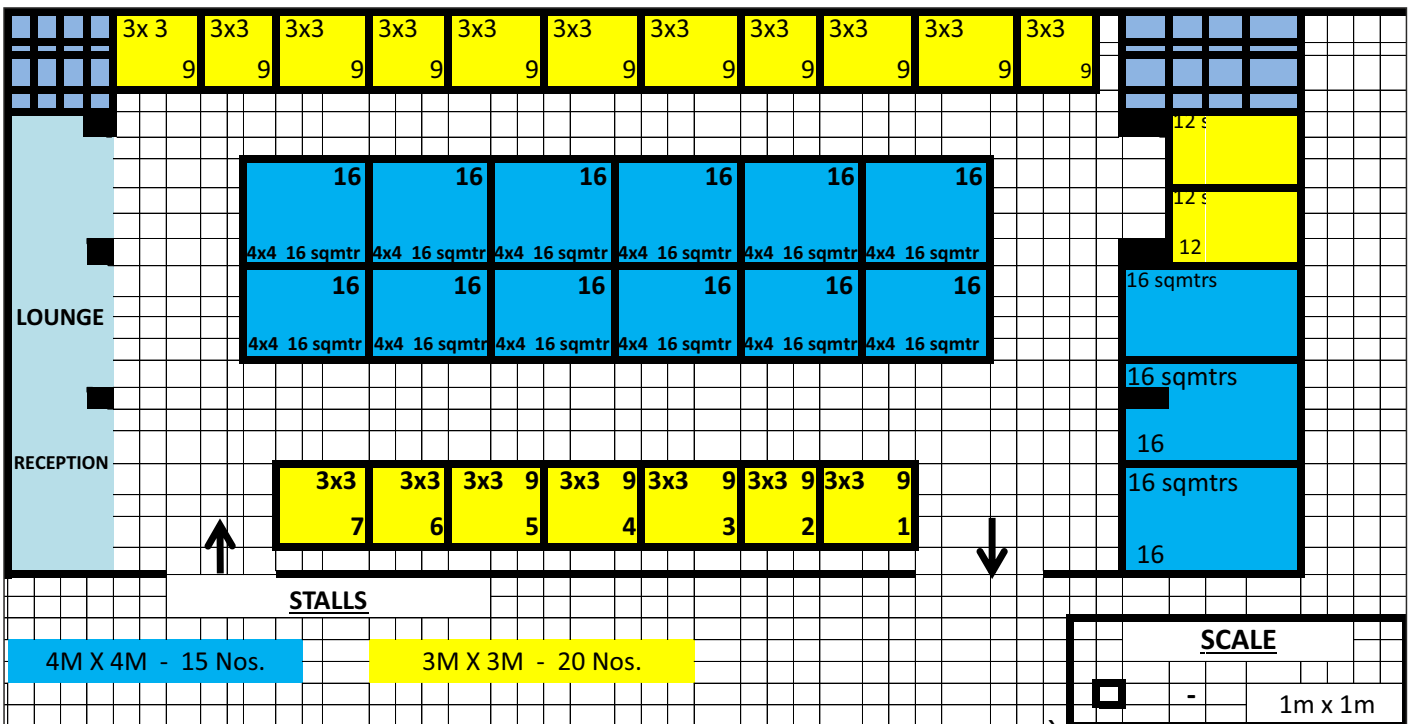 3x 3 3x3 3x3 3x3 3x3 3x3 3x3 3x3 3x3 3x3 3x3
9 9 9 9 9 9 9 9 9 9 9
12 s
16 16 16 16 16 16
12 s
4x4 16 sqmtr 4x4 16 sqmtr 4x4 16 sqmtr 4x4 16 sqmtr 4x4 16 sqmtr 4x4 16 sqmtr
12
16 16 16 16 16 16
16 sqmtrs
LOUNGE
4x4 16 sqmtr 4x4 16 sqmtr 4x4 16 sqmtr 4x4 16 sqmtr 4x4 16 sqmtr 4x4 16 sqmtr
16 sqmtrs
16
RECEPTION
3x3 3x3 3x3 9 3x3 9 3x3 9 3x3 9 3x3 9
16 sqmtrs
7 6 5 4 3 2 1
16
STALLS
4M X 4M - 15 Nos.
3M X 3M - 20 Nos.
SCALE
- 1m x 1m